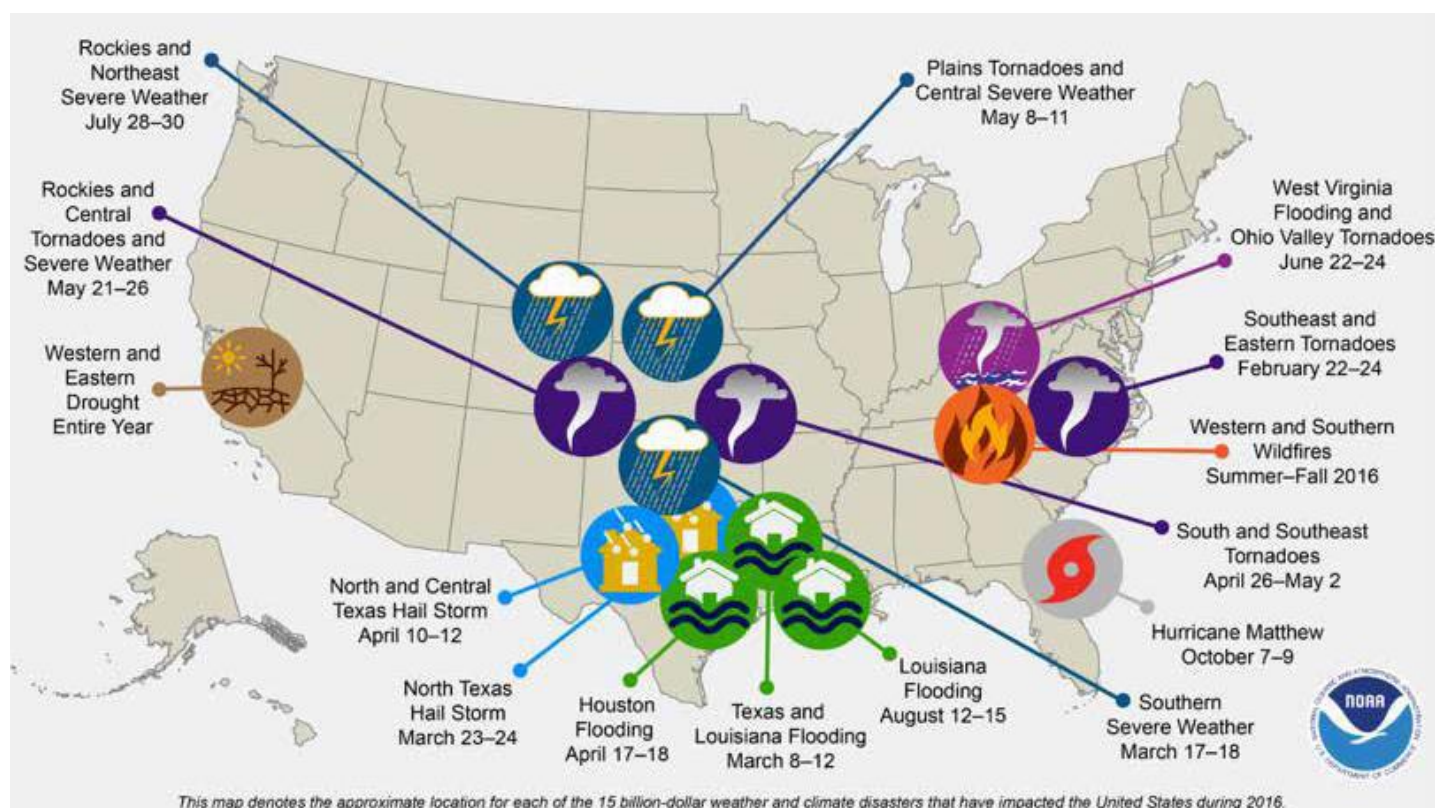 Rockies and
Northeast
Severe Weather
July 28–30
Plains Tornadoes and
Central Severe Weather
May 8–11
Rockies and
Central
Tornadoes and
Severe Weather
May 21–26
West Virginia
Flooding and
Ohio Valley Tornadoes
June 22–24
Southeast and
Eastern Tornadoes
February 22–24
Western and
Eastern
Drought
Entire Year
Western and Southern
Wildfires
Summer–Fall 2016
South and Southeast
Tornadoes
April 26–May 2
North and Central
Texas Hail Storm
April 10–12
Hurricane Matthew
October 7–9
North Texas
Hail Storm
March 23–24
Houston
Flooding
April 17–18
Texas and
Louisiana Flooding
March 8–12
Louisiana
Flooding
August 12–15
Southern
Severe Weather
March 17–18
NOAA
This map denotes the approximate location for each of the 15 billion-dollar weather and climate disasters that have impacted the United States during 2016.